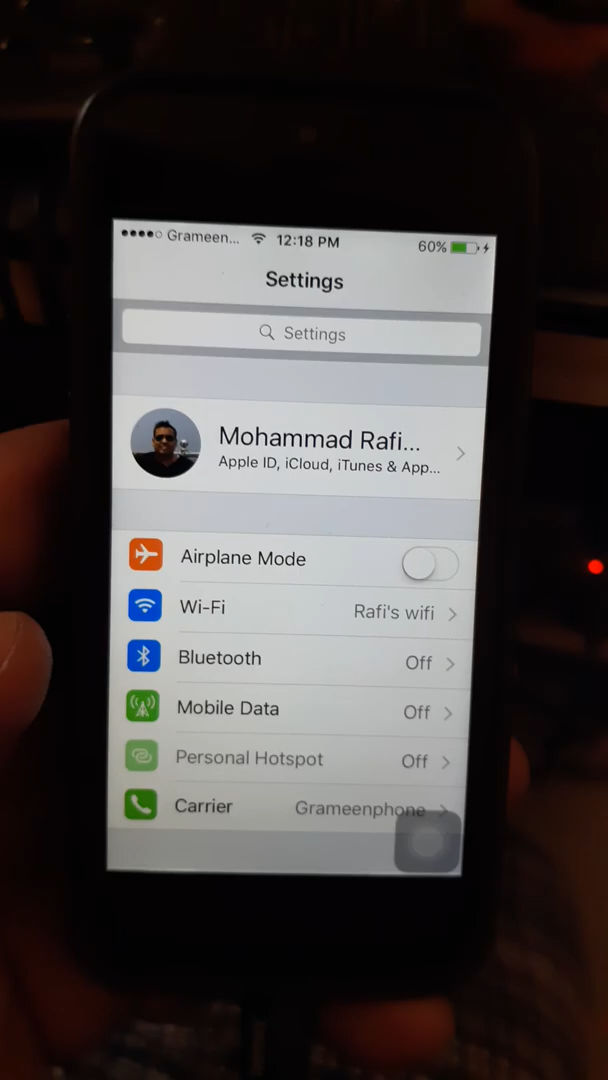 Grameen... 12:18 PM 60%
Settings
Settings
Mohammad Rafi...
Apple ID, iCloud, iTunes & App...
Airplane Mode
Wi-Fi Rafi's wifi
Bluetooth Off
Mobile Data Off
Personal Hotspot Off
Carrier Grameenphone